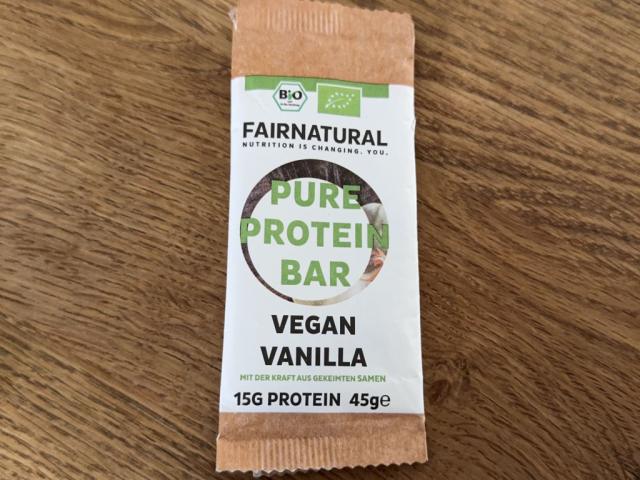 BiO
FAIRNATURAL
NUTRITION IS CHANGING. YOU.
PURE
PROTEIN
BAR
VEGAN
VANILLA
MIT DER KRAFT AUS GEKEIMTEN SAMEN
15G PROTEIN 45g℮